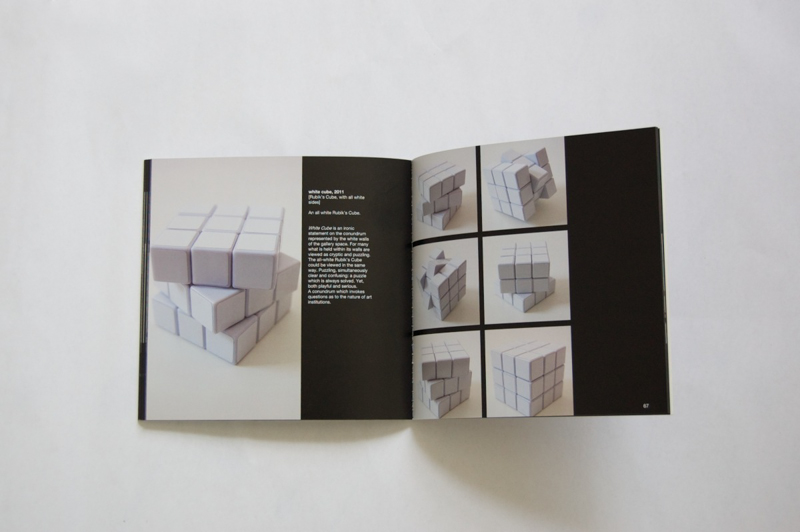 white cube, 2011
[Rubik's Cube, with all white
sides]
An all white Rubik's Cube.
White Cube is an ironic
statement on the conundrum
represented by the white walls
of the gallery space. For many
what is held within its walls are
viewed as cryptic and puzzling.
The all-white Rubik's Cube
could be viewed in the same
way. Puzzling, simultaneously
clear and confusing: a puzzle
which is always solved. Yet,
both playful and serious.
A conundrum which invokes
questions as to the nature of art
institutions.
67